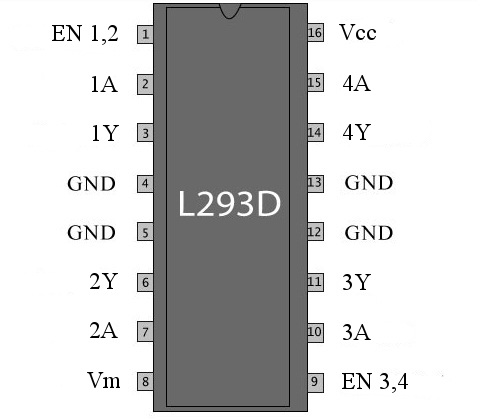 EN 1,2 1 16 Vcc
1A 2 15 4A
1Y 3 14 4Y
GND 4 13 GND
L293D
GND 5 12 GND
2Y 6 11 3Y
2A 7 10 3A
Vm 8 9 EN 3,4